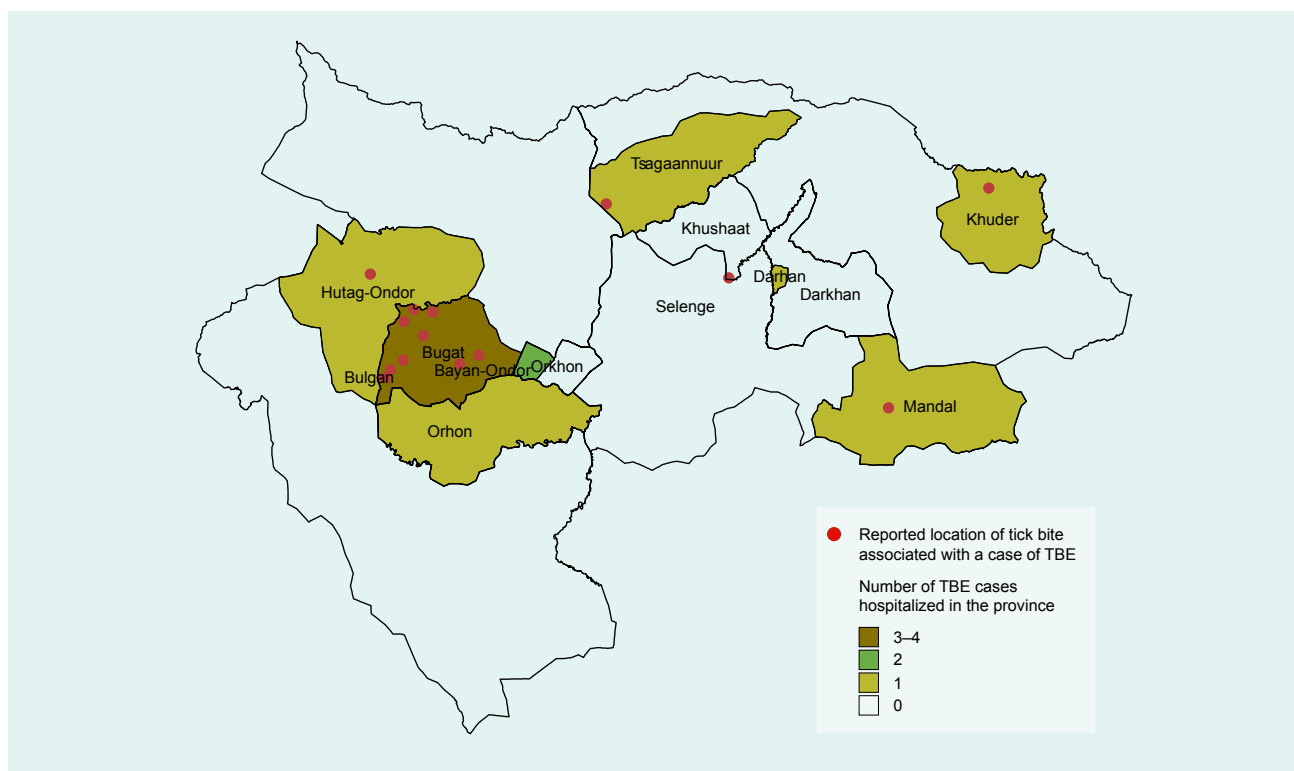 Tsagaannuur
Khuder
Khushaat
Darhan
Hutag-Ondor
Selenge
Darkhan
Bugat
Bayan-Ondor
Orkhon
Bulgan
Mandal
Orhon
Reported location of tick bite
associated with a case of TBE
Number of TBE cases
hospitalized in the province
3–4
2
1
0